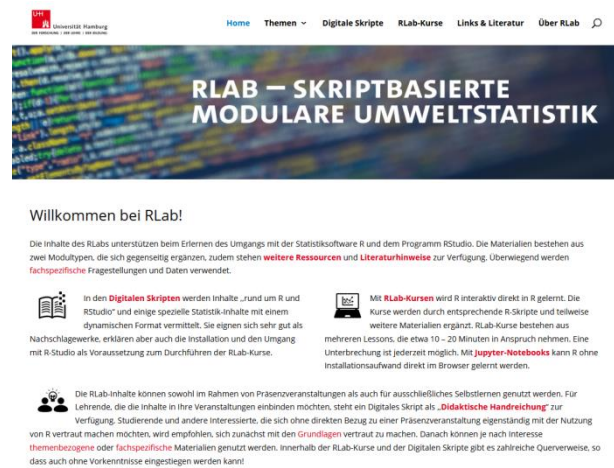 UH
Universität Hamburg
DER FORSCHUNG | DER LEHRE | DER BILDUNG
Home Themen Digitale Skripte RLab-Kurse Links & Literatur Über RLab
RLAB – SKRIPTBASIERTE
MODULARE UMWELTSTATISTIK
Willkommen bei RLab!
Die Inhalte des RLabs unterstützen beim Erlernen des Umgangs mit der Statistiksoftware R und dem Programm RStudio. Die Materialien bestehen aus
zwei Modultypen, die sich gegenseitig ergänzen, zudem stehen weitere Ressourcen und Literaturhinweise zur Verfügung. Überwiegend werden
fachspezifische Fragestellungen und Daten verwendet.
In den Digitalen Skripten werden Inhalte „rund um R und
RStudio" und einige spezielle Statistik-Inhalte mit einem
dynamischen Format vermittelt. Sie eignen sich sehr gut als
Nachschlagewerke, erklären aber auch die Installation und den Umgang
mit R-Studio als Voraussetzung zum Durchführen der RLab-Kurse.
Mit RLab-Kursen wird R interaktiv direkt in R gelernt. Die
Kurse werden durch entsprechende R-Skripte und teilweise
weitere Materialien ergänzt. RLab-Kurse bestehen aus
mehreren Lessons, die etwa 10 – 20 Minuten in Anspruch nehmen. Eine
Unterbrechung ist jederzeit möglich. Mit Jupyter-Notebooks kann R ohne
Installationsaufwand direkt im Browser gelernt werden.
Die RLab-Inhalte können sowohl im Rahmen von Präsenzveranstaltungen als auch für ausschließliches Selbstlernen genutzt werden. Für
Lehrende, die die Inhalte in Ihre Veranstaltungen einbinden möchten, steht ein Digitales Skript als „Didaktische Handreichung" zur
Verfügung. Studierende und andere Interessierte, die sich ohne direkten Bezug zu einer Präsenzveranstaltung eigenständig mit der Nutzung
von R vertraut machen möchten, wird empfohlen, sich zunächst mit den Grundlagen vertraut zu machen. Danach können je nach Interesse
themenbezogene oder fachspezifische Materialien genutzt werden. Innerhalb der RLab-Kurse und der Digitalen Skripte gibt es zahlreiche Querverweise, so
dass auch ohne Vorkenntnisse eingestiegen werden kann!